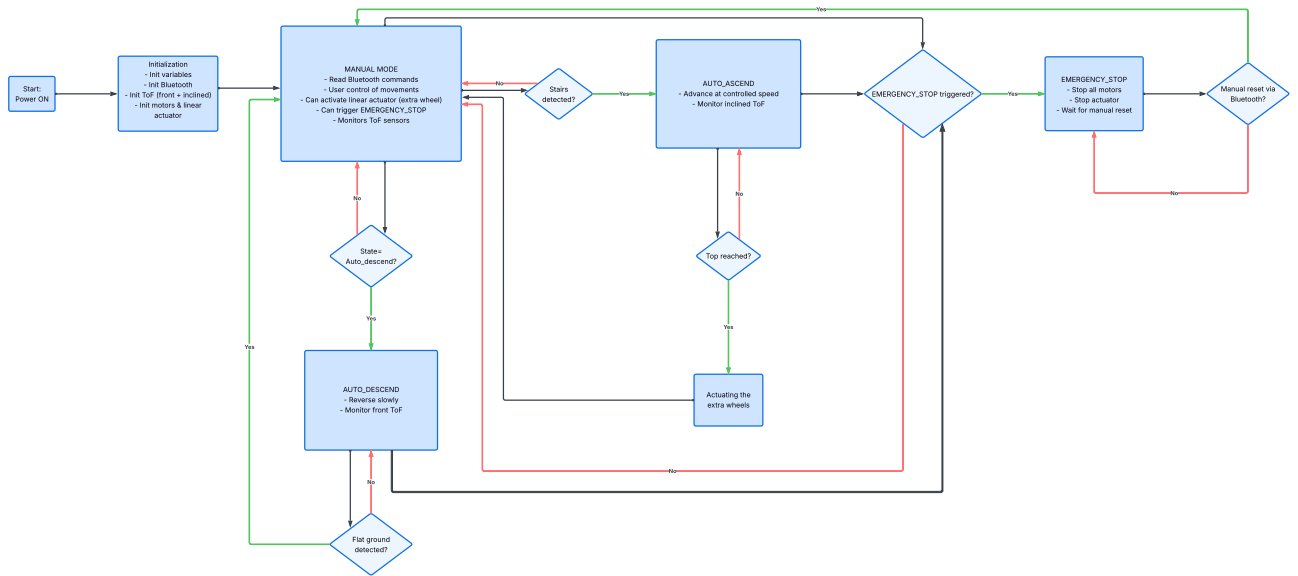 Yes
Start:
Power ON
Initialization
- Init variables
- Init Bluetooth
- Init ToF (front + inclined)
- Init motors & linear
actuator
MANUAL MODE
- Read Bluetooth commands
- User control of movements
- Can activate linear actuator (extra wheel)
- Can trigger EMERGENCY_STOP
- Monitors ToF sensors
No
Stairs
detected?
Yes
AUTO_ASCEND
- Advance at controlled speed
- Monitor inclined ToF
EMERGENCY_STOP triggered?
Yes
EMERGENCY_STOP
- Stop all motors
- Stop actuator
- Wait for manual reset
Manual reset via
Bluetooth?
No
No
State=
Auto_descend?
No
Top reached?
Yes
Yes
Yes
AUTO_DESCEND
- Reverse slowly
- Monitor front ToF
Actuating the
extra wheels
No
No
Flat ground
detected?